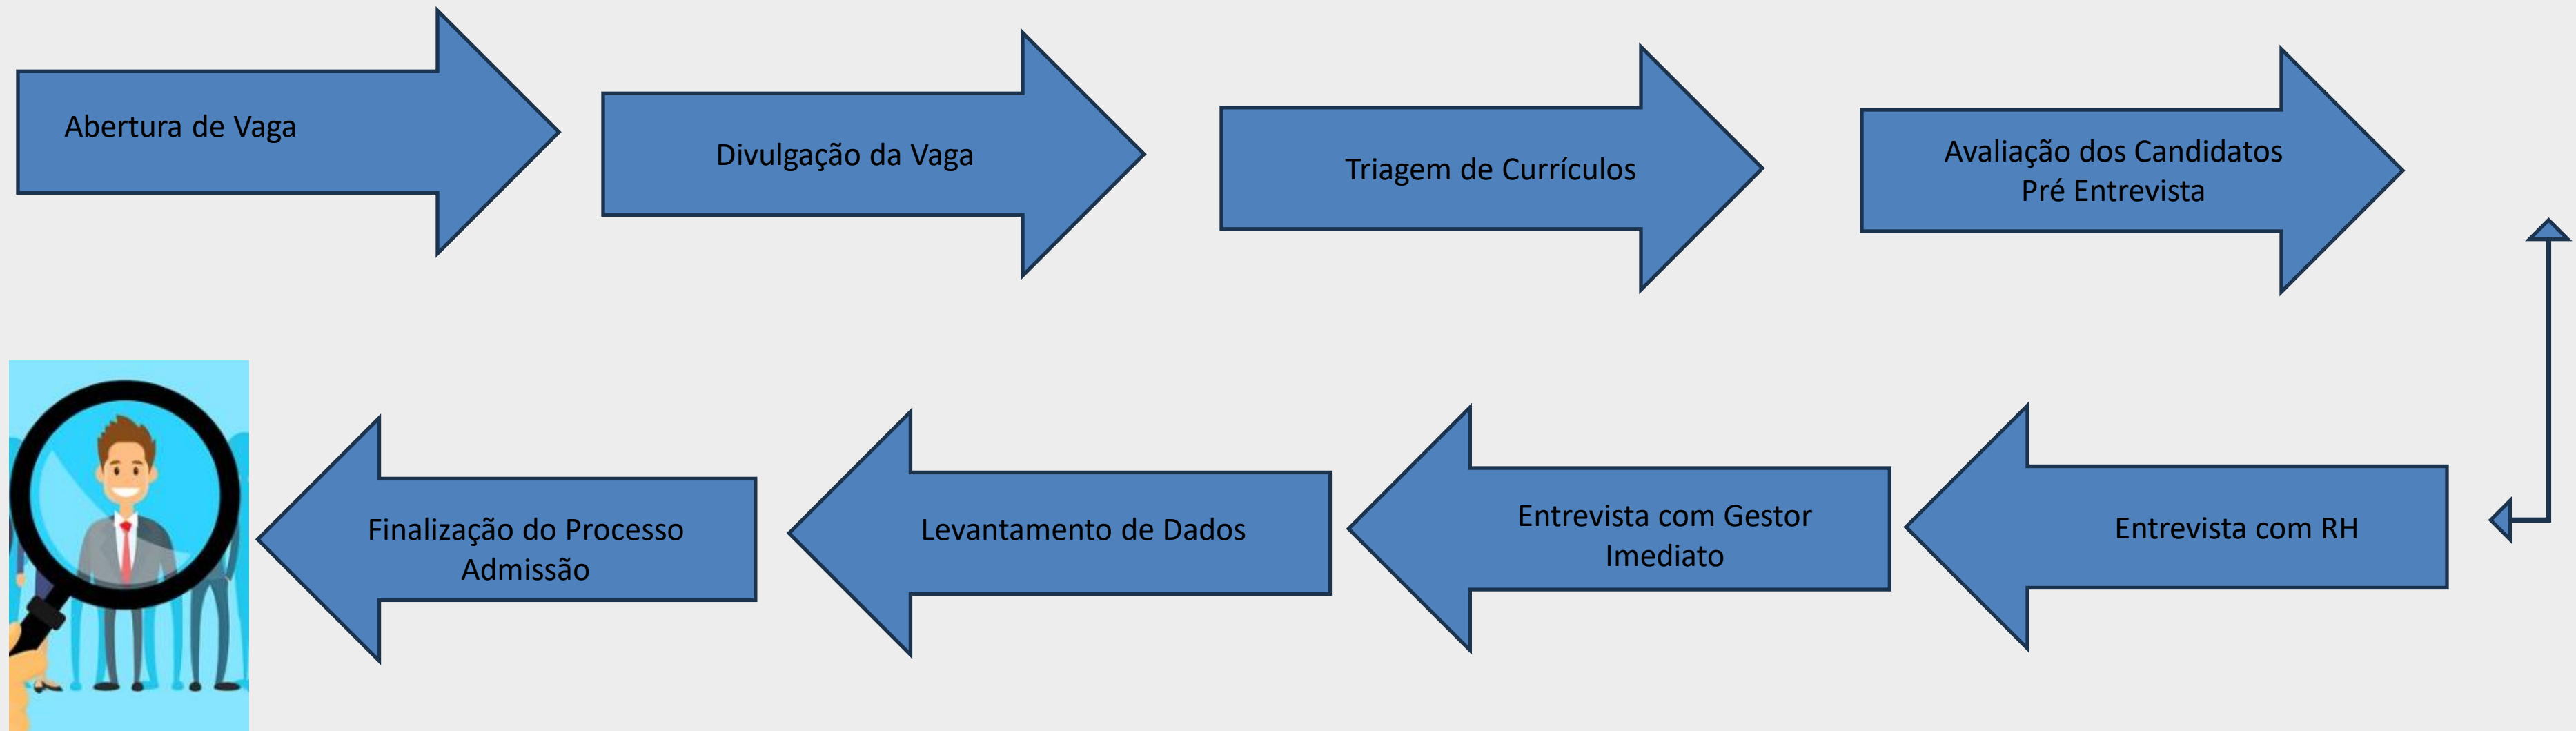 Abertura de Vaga
Divulgação da Vaga
Triagem de Currículos
Avaliação dos Candidatos
Pré Entrevista
Entrevista com RH
Entrevista com Gestor
Imediato
Levantamento de Dados
Finalização do Processo
Admissão